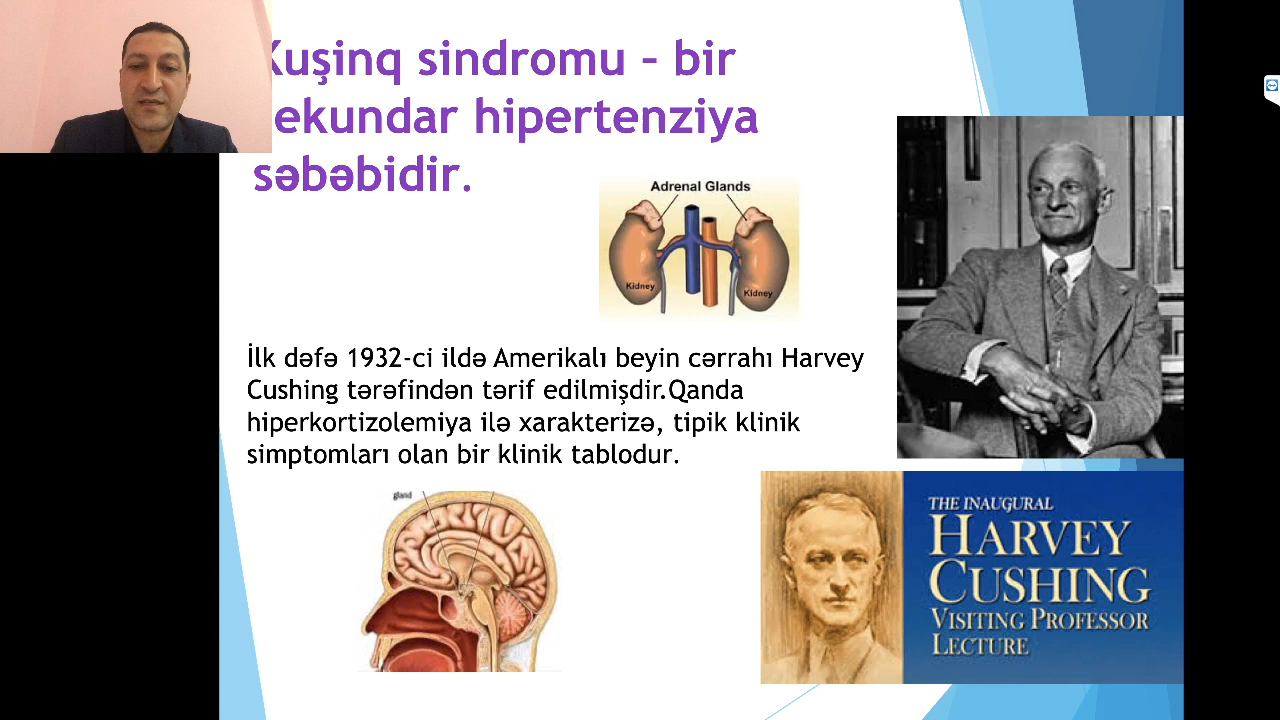 Kuşinq sindromu – bir
sekundar hipertenziya
səbəbidir.
Adrenal Glands
Kidney
Kidney
İlk dəfə 1932-ci ildə Amerikalı beyin cərrahı Harvey
Cushing tərəfindən tərif edilmişdir.Qanda
hiperkortizolemiya ilə xarakterizə, tipik klinik
simptomları olan bir klinik tablodur.
gland
THE INAUGURAL
HARVEY
CUSHING
VISITING PROFESSOR
LECTURE